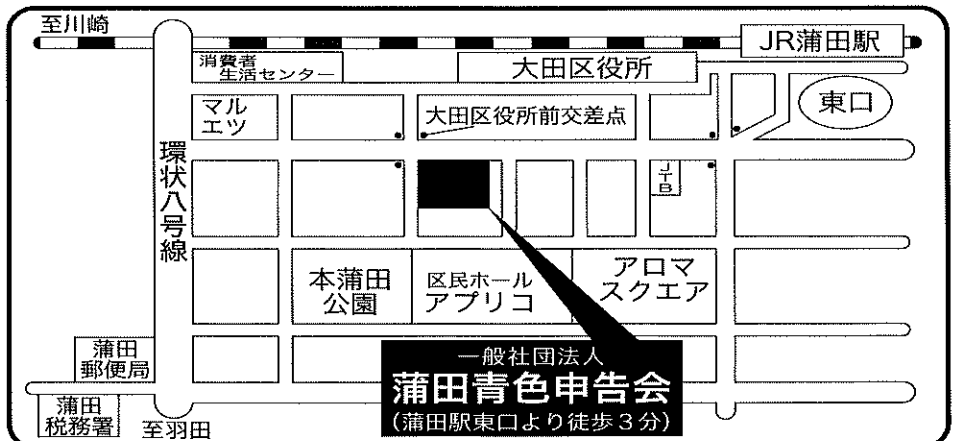 至川崎
JR蒲田駅
消費者
生活センター
大田区役所
東口
マル
エツ
大田区役所前交差点
環状八号線
JTB
本蒲田
公園
区民ホール
アプリコ
アロマ
スクエア
蒲田
郵便局
一般社団法人
蒲田青色申告会
(蒲田駅東口より徒歩3分)
蒲田
税務署
至羽田